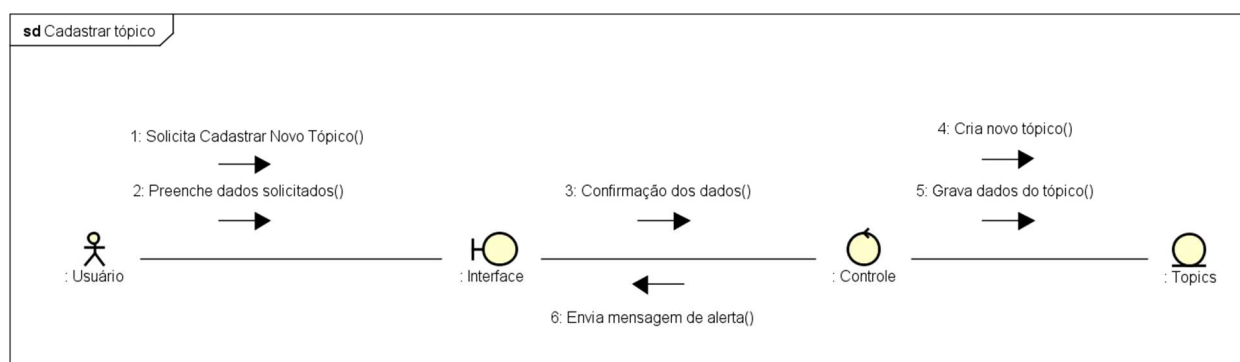 sd Cadastrar tópico
1: Solicita Cadastrar Novo Tópico()
4: Cria novo tópico()
2: Preenche dados solicitados()
3: Confirmação dos dados()
5: Grava dados do tópico()
: Usuário
: Interface
: Controle
: Topics
6: Envia mensagem de alerta()